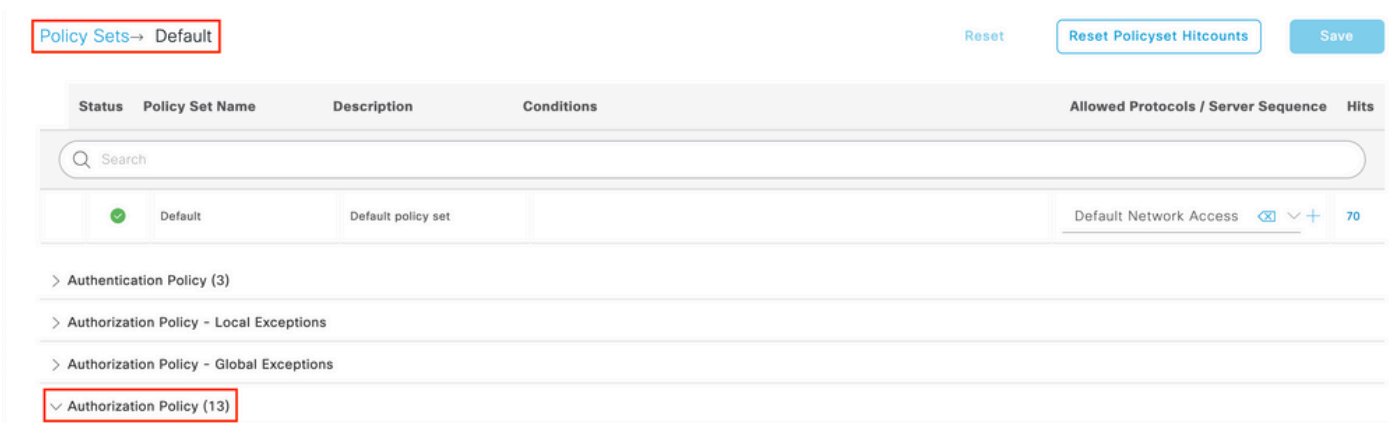 Policy Sets→ Default
Reset
Reset Policyset Hitcounts
Save
Status Policy Set Name Description Conditions Allowed Protocols / Server Sequence Hits
Search
Default Default policy set Default Network Access 70
Authentication Policy (3)
Authorization Policy - Local Exceptions
Authorization Policy - Global Exceptions
Authorization Policy (13)